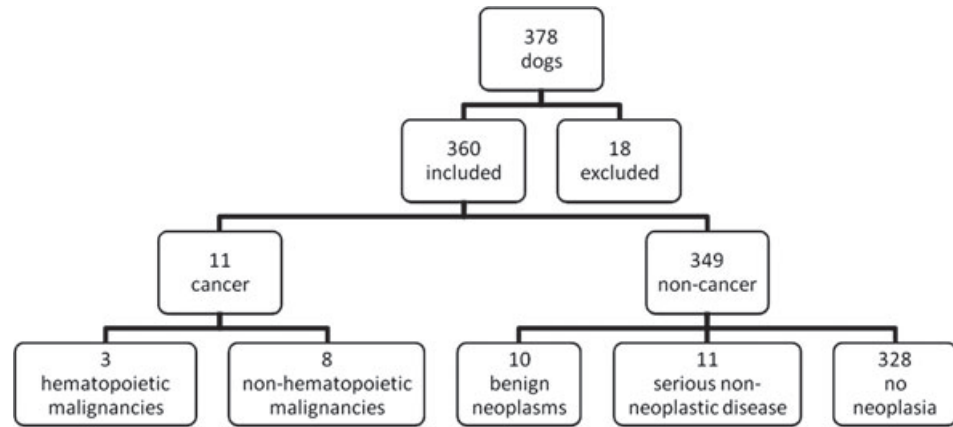 378
dogs
360
included
18
excluded
11
cancer
349
non-cancer
3
hematopoietic
malignancies
8
non-hematopoietic
malignancies
10
benign
neoplasms
11
serious non-
neoplastic disease
328
no
neoplasia